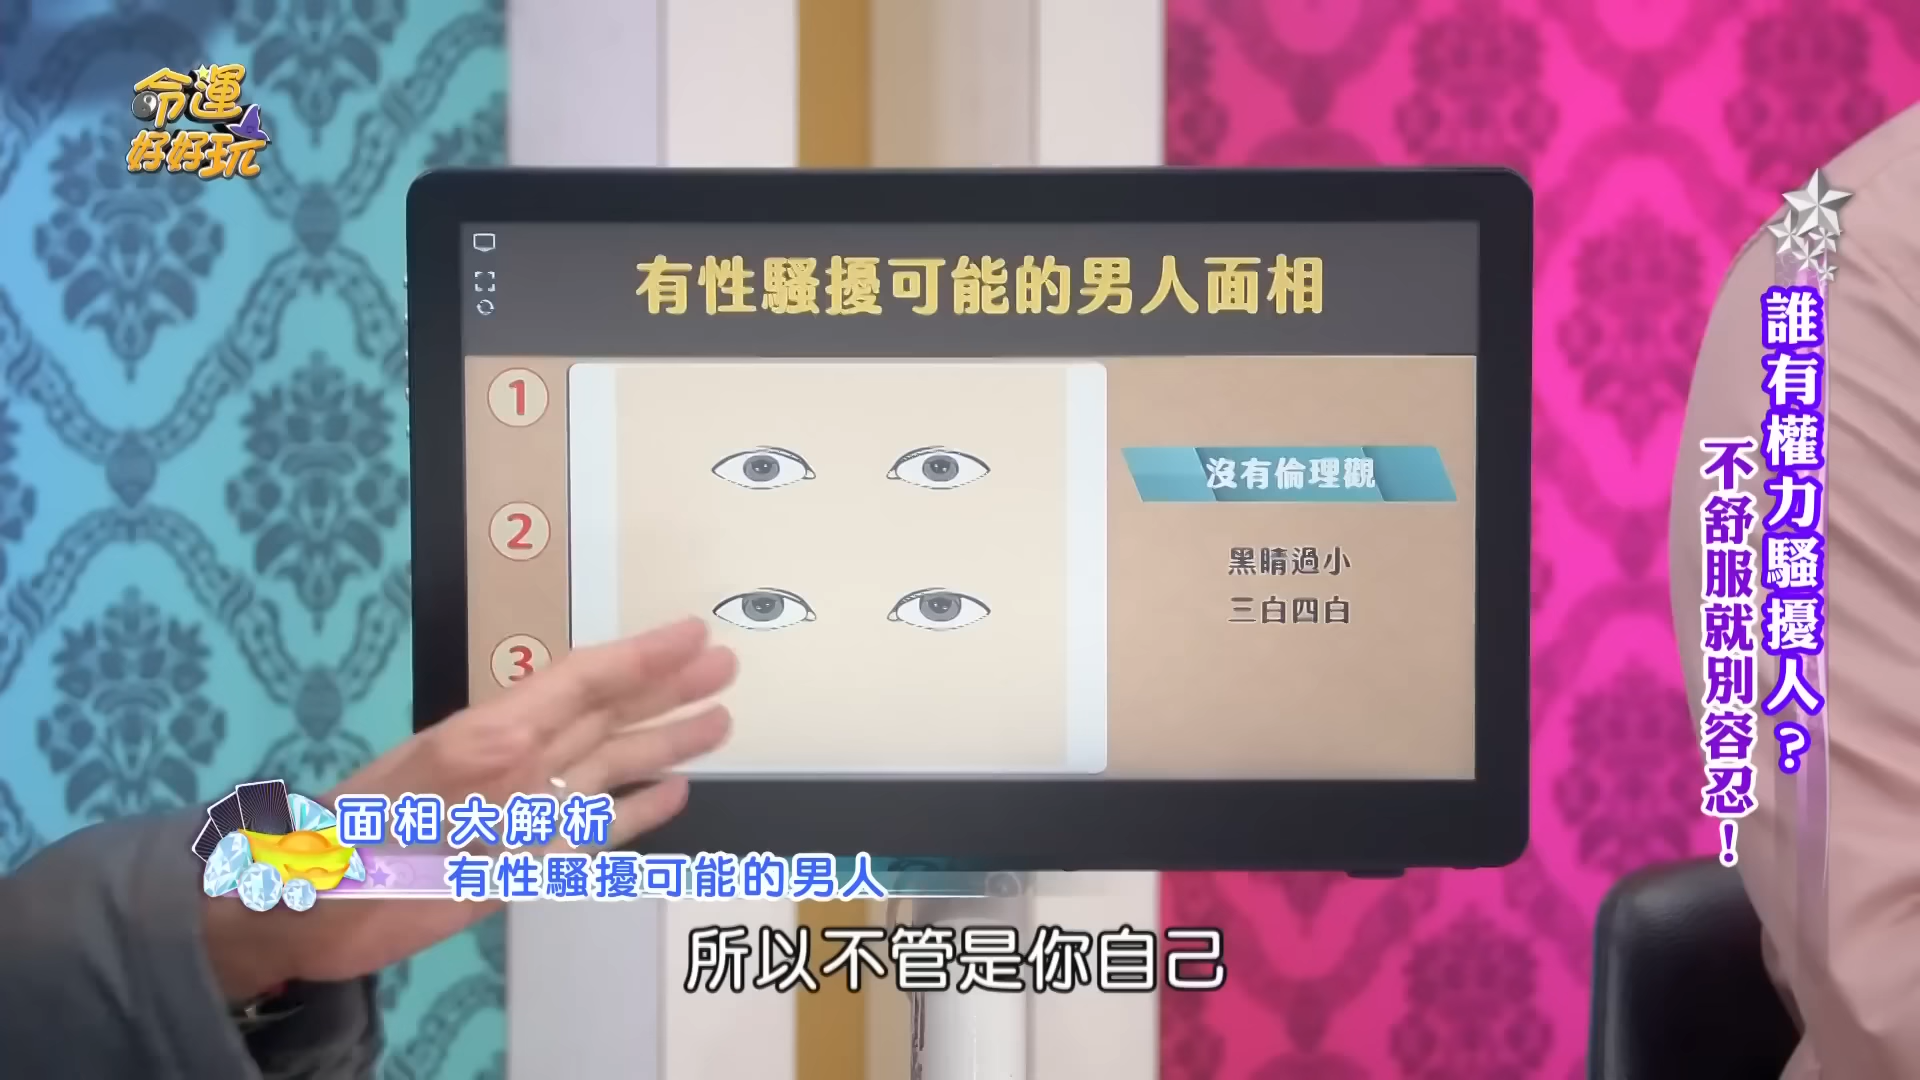 命運
好好玩
有性騷擾可能的男人面相
1
2
3
沒有倫理觀
黑睛過小
三白四白
誰有權力騷擾人？
不舒服就別容忍！
面相大解析
有性騷擾可能的男人
所以不管是你自己